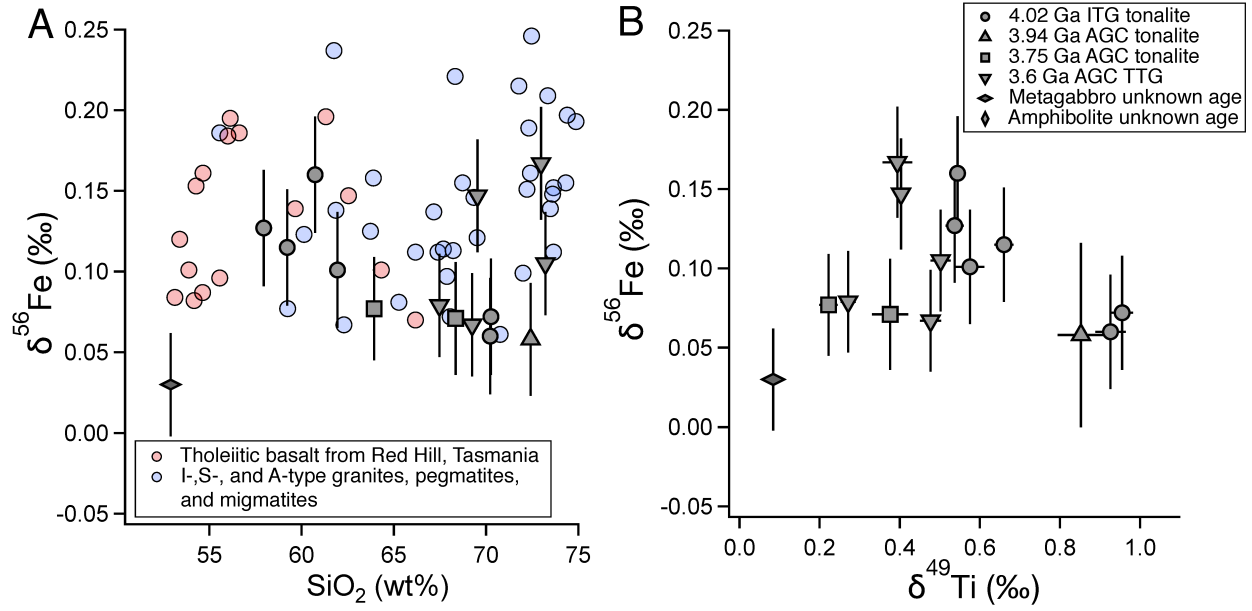 A
0.25
0.20
0.15
0.10
0.05
0.00
-0.05
δ⁵⁶Fe (‰)
55
60
65
70
75
SiO₂ (wt%)
Tholeiitic basalt from Red Hill, Tasmania
I-,S-, and A-type granites, pegmatites,
and migmatites
B
0.25
0.20
0.15
0.10
0.05
0.00
-0.05
δ⁵⁶Fe (‰)
0.0
0.2
0.4
0.6
0.8
1.0
δ⁴⁹Ti (‰)
4.02 Ga ITG tonalite
3.94 Ga AGC tonalite
3.75 Ga AGC tonalite
3.6 Ga AGC TTG
Metagabbro unknown age
Amphibolite unknown age